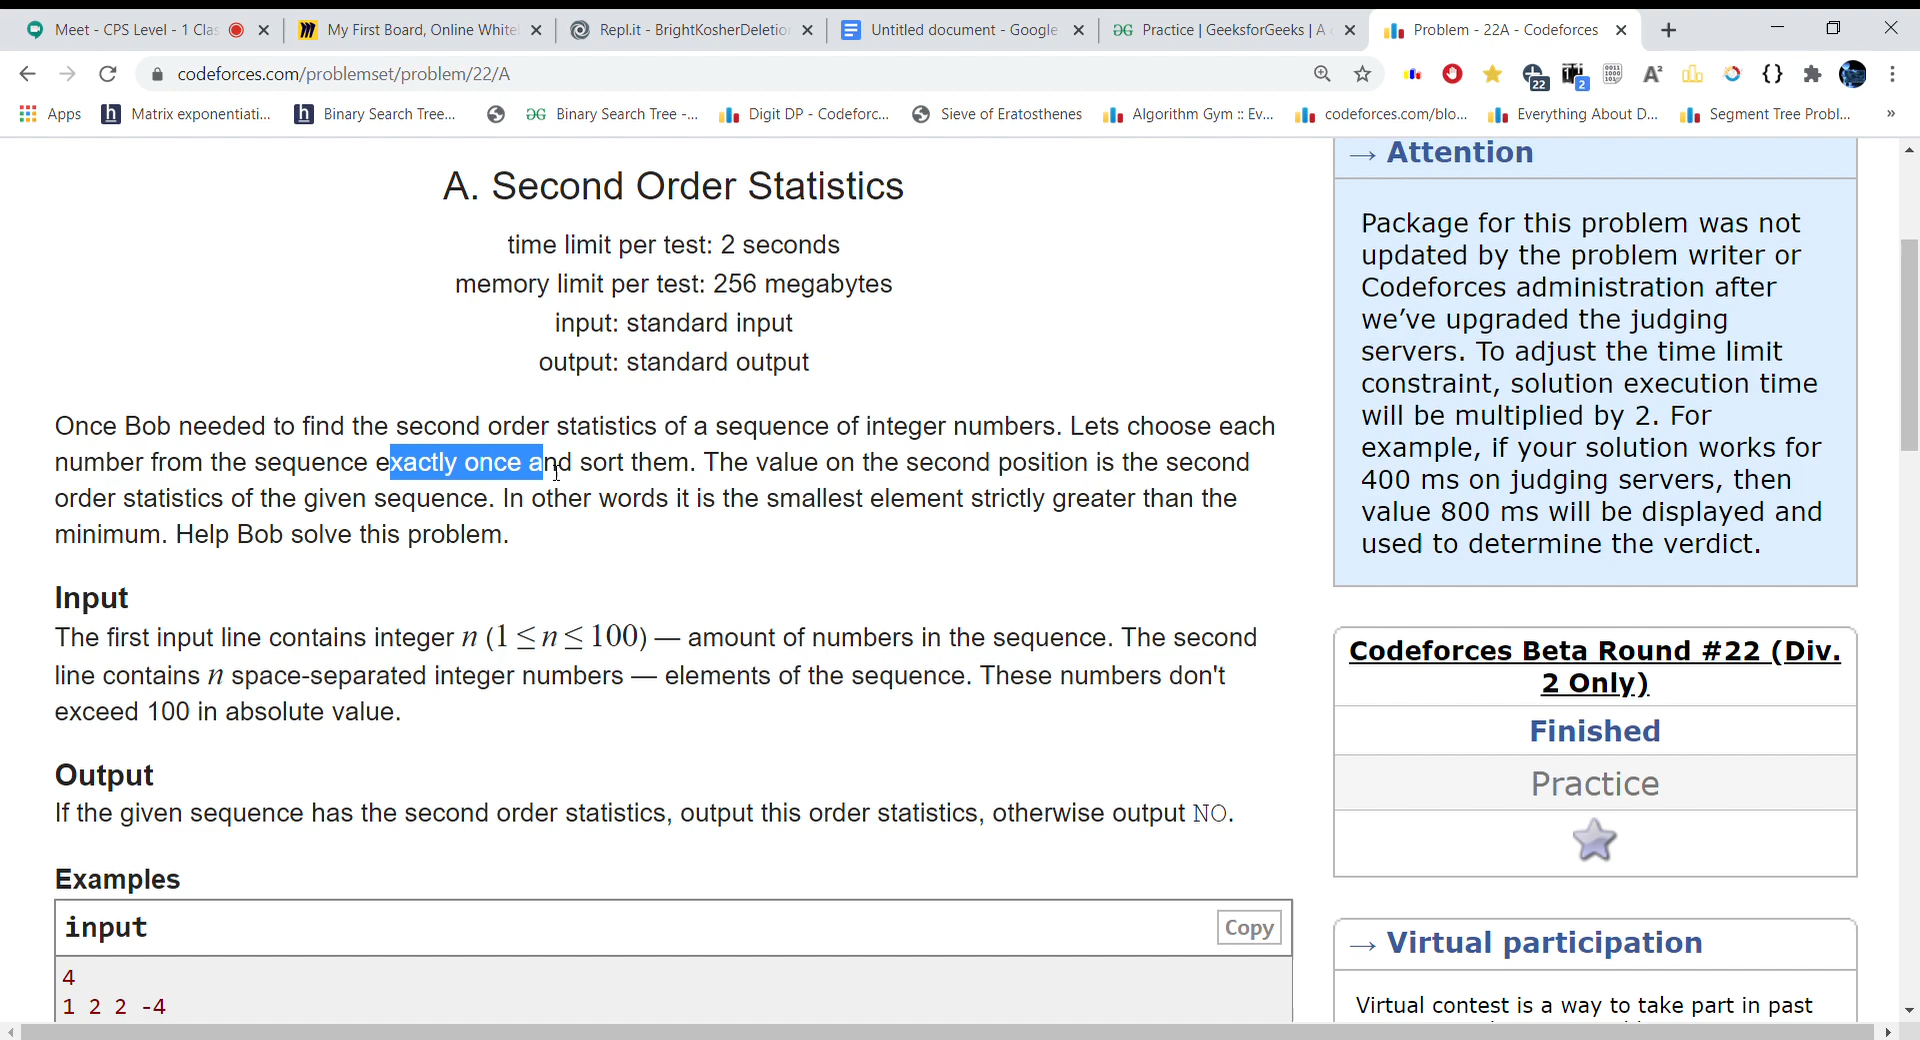 Meet - CPS Level - 1 Clas
My First Board, Online White
Repl.it - BrightKosherDeletion
Untitled document - Google
Practice | GeeksforGeeks | A
Problem - 22A - Codeforces
codeforces.com/problemset/problem/22/A
22
2
Apps
Matrix exponentiati...
Binary Search Tree...
Binary Search Tree -...
Digit DP - Codeforc...
Sieve of Eratosthenes
Algorithm Gym :: Ev...
codeforces.com/blo...
Everything About D...
Segment Tree Probl...
»
A. Second Order Statistics
time limit per test: 2 seconds
memory limit per test: 256 megabytes
input: standard input
output: standard output
Once Bob needed to find the second order statistics of a sequence of integer numbers. Lets choose each
number from the sequence exactly once and sort them. The value on the second position is the second
order statistics of the given sequence. In other words it is the smallest element strictly greater than the
minimum. Help Bob solve this problem.
Input
The first input line contains integer n (1 ≤ n ≤ 100) — amount of numbers in the sequence. The second
line contains n space-separated integer numbers — elements of the sequence. These numbers don't
exceed 100 in absolute value.
Output
If the given sequence has the second order statistics, output this order statistics, otherwise output NO.
Examples
input
Copy
4
1 2 2 -4
→ Attention
Package for this problem was not
updated by the problem writer or
Codeforces administration after
we’ve upgraded the judging
servers. To adjust the time limit
constraint, solution execution time
will be multiplied by 2. For
example, if your solution works for
400 ms on judging servers, then
value 800 ms will be displayed and
used to determine the verdict.
Codeforces Beta Round #22 (Div.
2 Only)
Finished
Practice
→ Virtual participation
Virtual contest is a way to take part in past